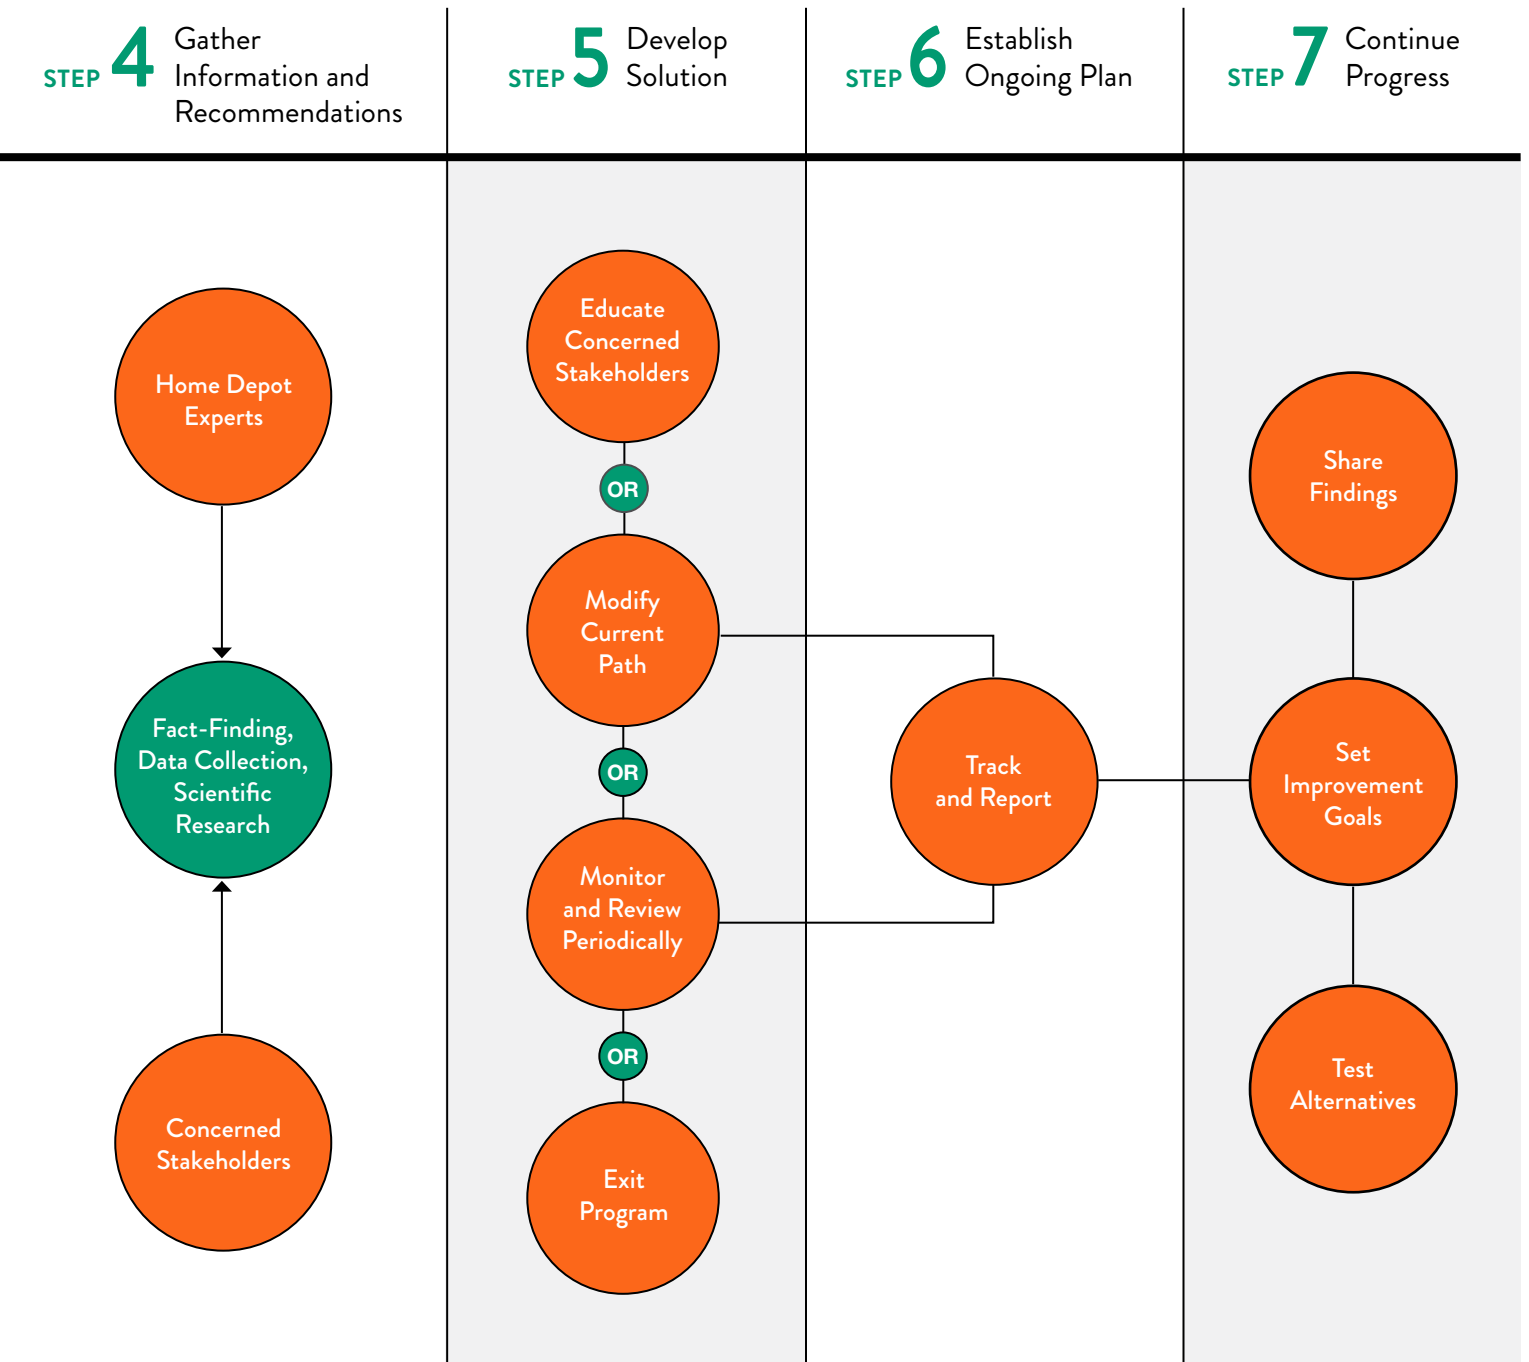 STEP 4 Gather
Information and
Recommendations
STEP 5 Develop
Solution
STEP 6 Establish
Ongoing Plan
STEP 7 Continue
Progress
Home Depot
Experts
Fact-Finding,
Data Collection,
Scientific
Research
Concerned
Stakeholders
Educate
Concerned
Stakeholders
OR
Modify
Current
Path
OR
Monitor
and Review
Periodically
OR
Exit
Program
Track
and Report
Share
Findings
Set
Improvement
Goals
Test
Alternatives